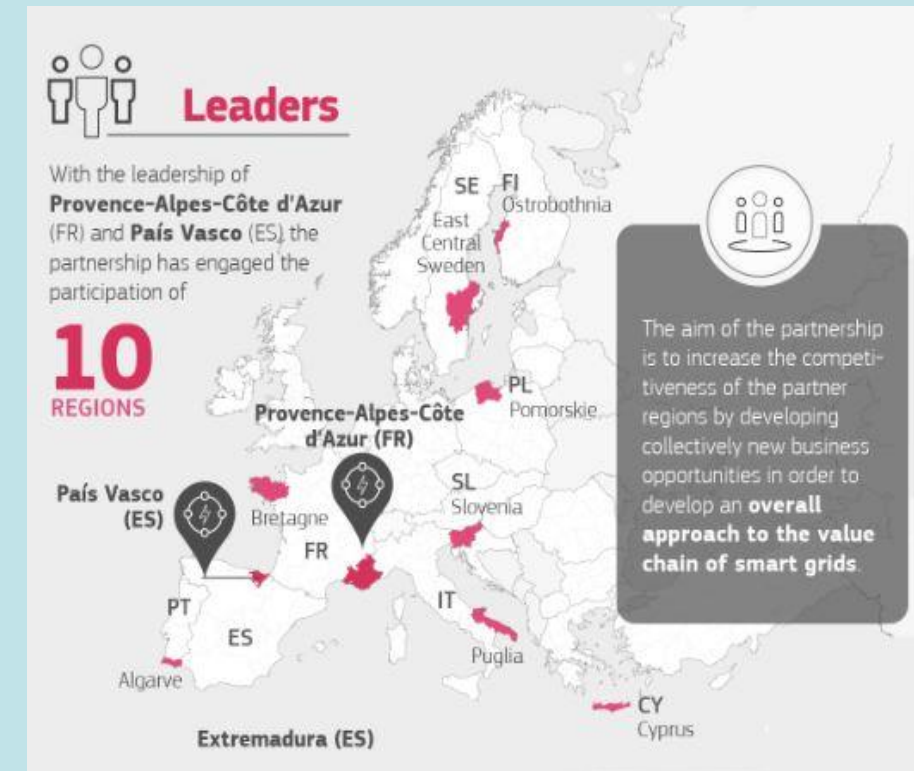 Leaders
With the leadership of
Provence-Alpes-Côte d'Azur
(FR) and País Vasco (ES), the
partnership has engaged the
participation of
10
REGIONS
SE
FI
Ostrobothnia
East
Central
Sweden
PL
Pomorskie
Provence-Alpes-Côte
d'Azur (FR)
País Vasco
(ES)
Bretagne
SL
Slovenia
FR
PT
ES
IT
Algarve
Puglia
CY
Cyprus
Extremadura (ES)
The aim of the partnership
is to increase the competi-
tiveness of the partner
regions by developing
collectively new business
opportunities in order to
develop an overall
approach to the value
chain of smart grids.